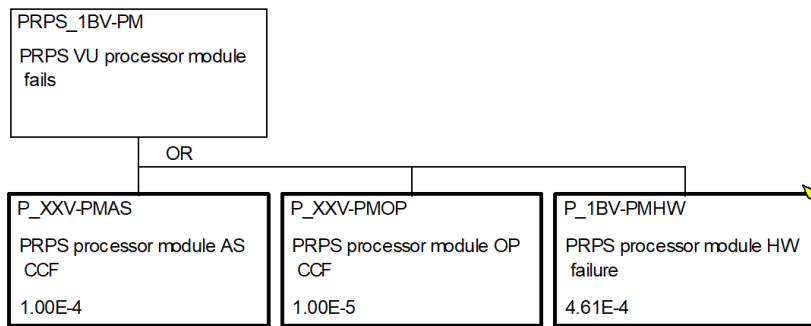 PRPS_1BV-PM
PRPS VU processor module
fails
OR
P_XXV-PMAS
PRPS processor module AS
CCF
1.00E-4
P_XXV-PMOP
PRPS processor module OP
CCF
1.00E-5
P_1BV-PMHW
PRPS processor module HW
failure
4.61E-4